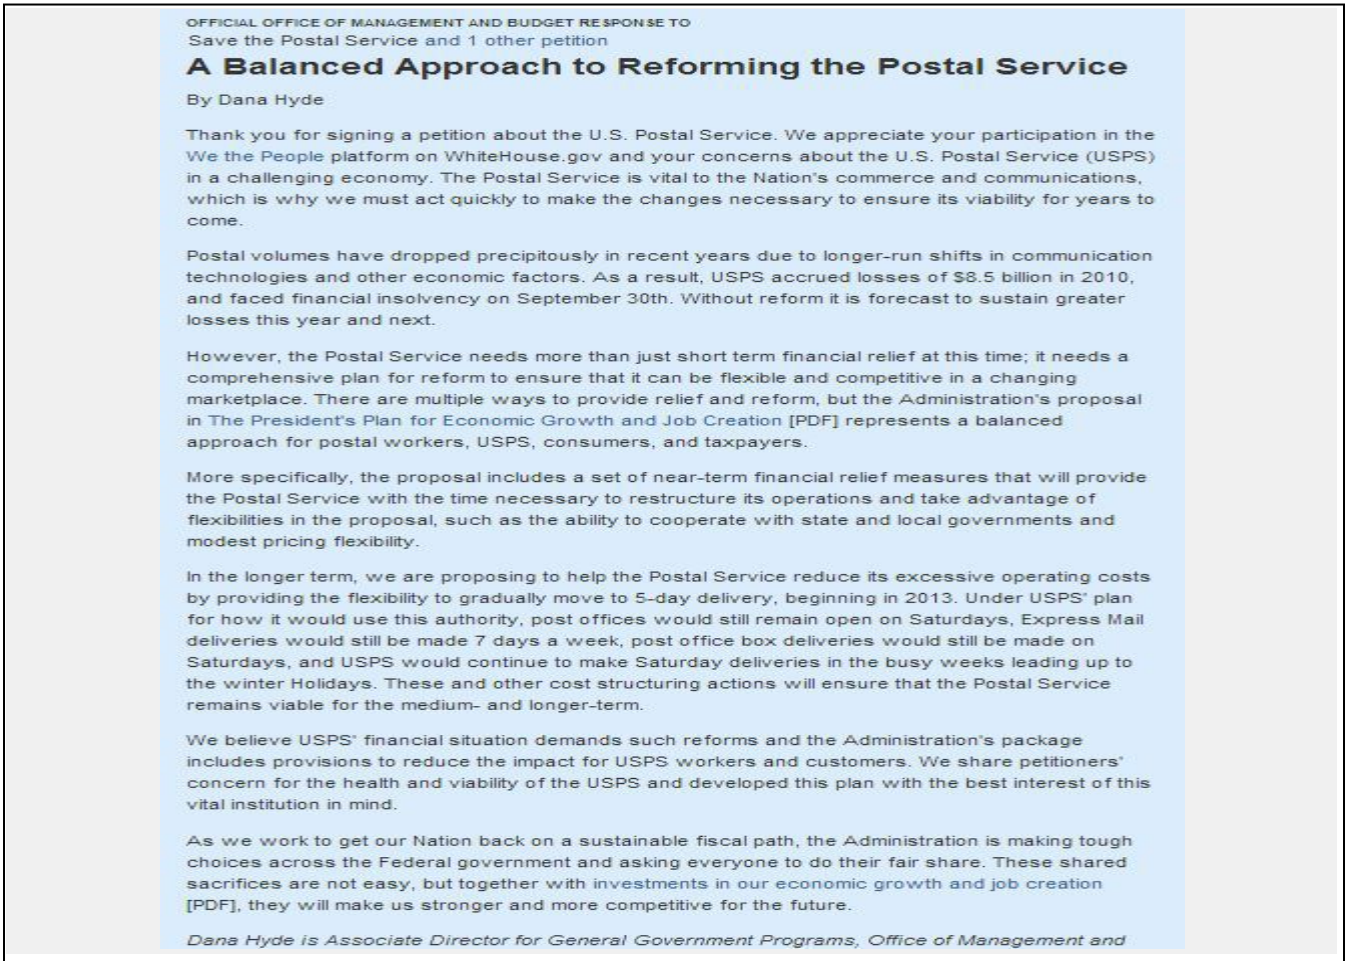 OFFICIAL OFFICE OF MANAGEMENT AND BUDGET RESPONSE TO
Save the Postal Service and 1 other petition
A Balanced Approach to Reforming the Postal Service
By Dana Hyde
Thank you for signing a petition about the U.S. Postal Service. We appreciate your participation in the
We the People platform on WhiteHouse.gov and your concerns about the U.S. Postal Service (USPS)
in a challenging economy. The Postal Service is vital to the Nation's commerce and communications,
which is why we must act quickly to make the changes necessary to ensure its viability for years to
come.
Postal volumes have dropped precipitously in recent years due to longer-run shifts in communication
technologies and other economic factors. As a result, USPS accrued losses of $8.5 billion in 2010,
and faced financial insolvency on September 30th. Without reform it is forecast to sustain greater
losses this year and next.
However, the Postal Service needs more than just short term financial relief at this time; it needs a
comprehensive plan for reform to ensure that it can be flexible and competitive in a changing
marketplace. There are multiple ways to provide relief and reform, but the Administration's proposal
in The President's Plan for Economic Growth and Job Creation [PDF] represents a balanced
approach for postal workers, USPS, consumers, and taxpayers.
More specifically, the proposal includes a set of near-term financial relief measures that will provide
the Postal Service with the time necessary to restructure its operations and take advantage of
flexibilities in the proposal, such as the ability to cooperate with state and local governments and
modest pricing flexibility.
In the longer term, we are proposing to help the Postal Service reduce its excessive operating costs
by providing the flexibility to gradually move to 5-day delivery, beginning in 2013. Under USPS' plan
for how it would use this authority, post offices would still remain open on Saturdays, Express Mail
deliveries would still be made 7 days a week, post office box deliveries would still be made on
Saturdays, and USPS would continue to make Saturday deliveries in the busy weeks leading up to
the winter Holidays. These and other cost structuring actions will ensure that the Postal Service
remains viable for the medium- and longer-term.
We believe USPS' financial situation demands such reforms and the Administration's package
includes provisions to reduce the impact for USPS workers and customers. We share petitioners'
concern for the health and viability of the USPS and developed this plan with the best interest of this
vital institution in mind.
As we work to get our Nation back on a sustainable fiscal path, the Administration is making tough
choices across the Federal government and asking everyone to do their fair share. These shared
sacrifices are not easy, but together with investments in our economic growth and job creation
[PDF], they will make us stronger and more competitive for the future.
Dana Hyde is Associate Director for General Government Programs, Office of Management and